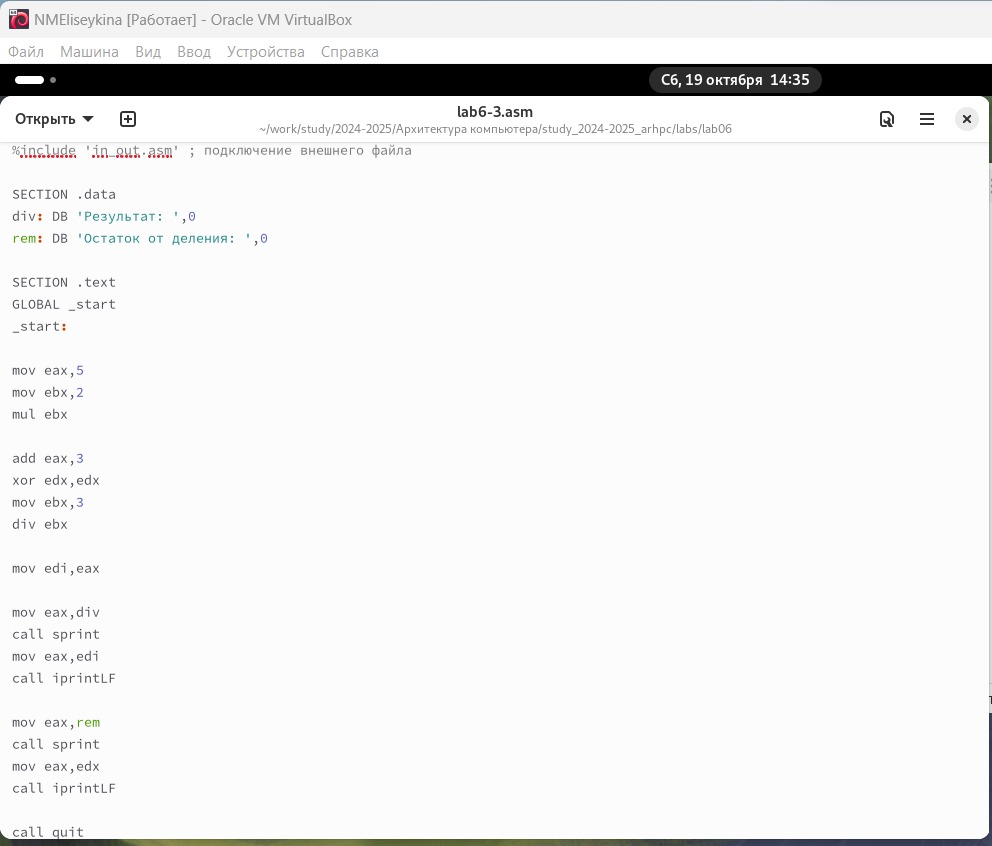 NMEliseykina [Работает] - Oracle VM VirtualBox
Файл Машина Вид Ввод Устройства Справка
Сб, 19 октября 14:35
Открыть
lab6-3.asm
~/work/study/2024-2025/Архитектура компьютера/study_2024-2025_arhpc/labs/lab06
%include 'in_out.asm' ; подключение внешнего файла
SECTION .data
div: DB 'Результат: ',0
rem: DB 'Остаток от деления: ',0
SECTION .text
GLOBAL _start
_start:
mov eax,5
mov ebx,2
mul ebx
add eax,3
xor edx,edx
mov ebx,3
div ebx
mov edi,eax
mov eax,div
call sprint
mov eax,edi
call iprintLF
mov eax,rem
call sprint
mov eax,edx
call iprintLF
call quit